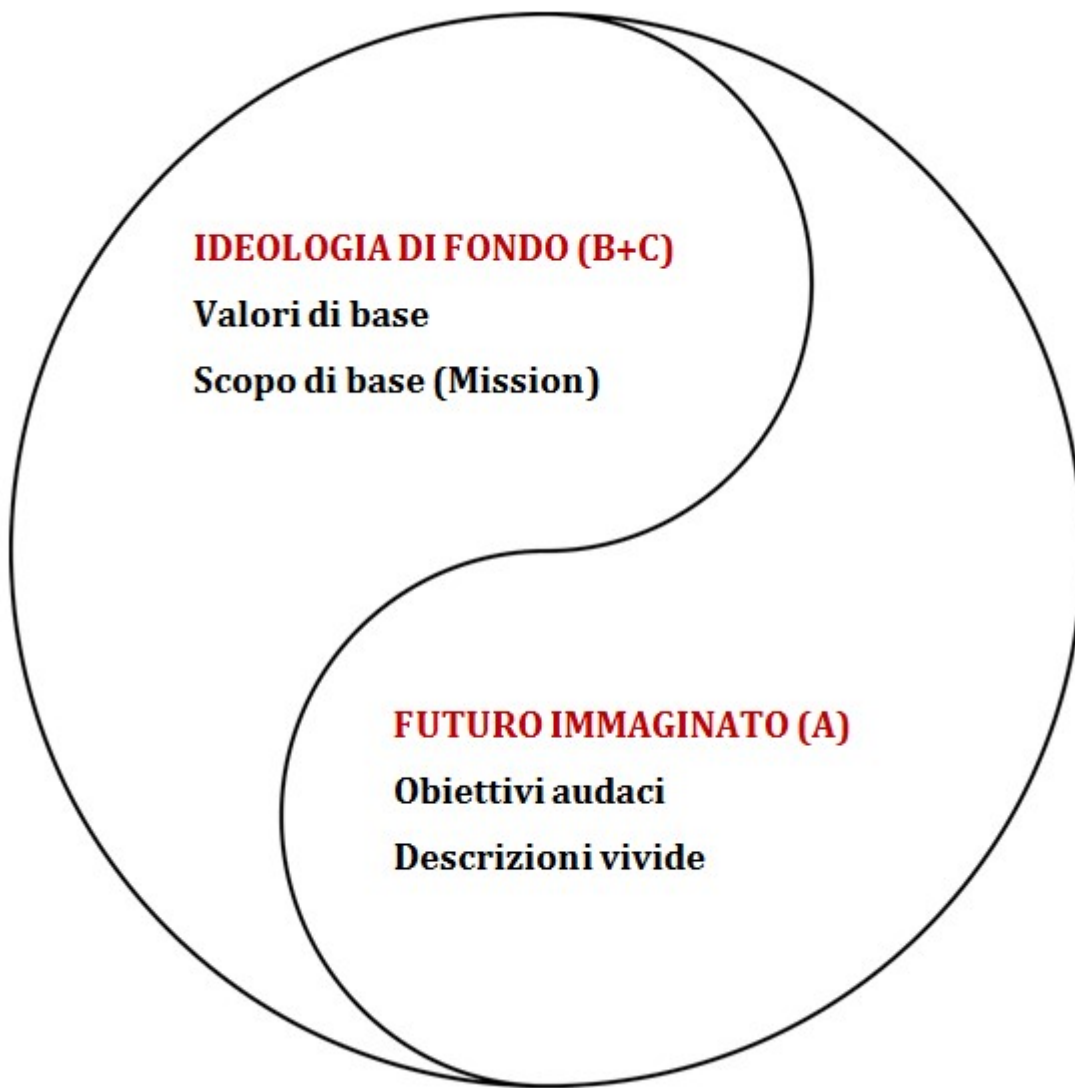 IDEOLOGIA DI FONDO (B+C)
Valori di base
Scopo di base (Mission)
FUTURO IMMAGINATO (A)
Obiettivi audaci
Descrizioni vivide